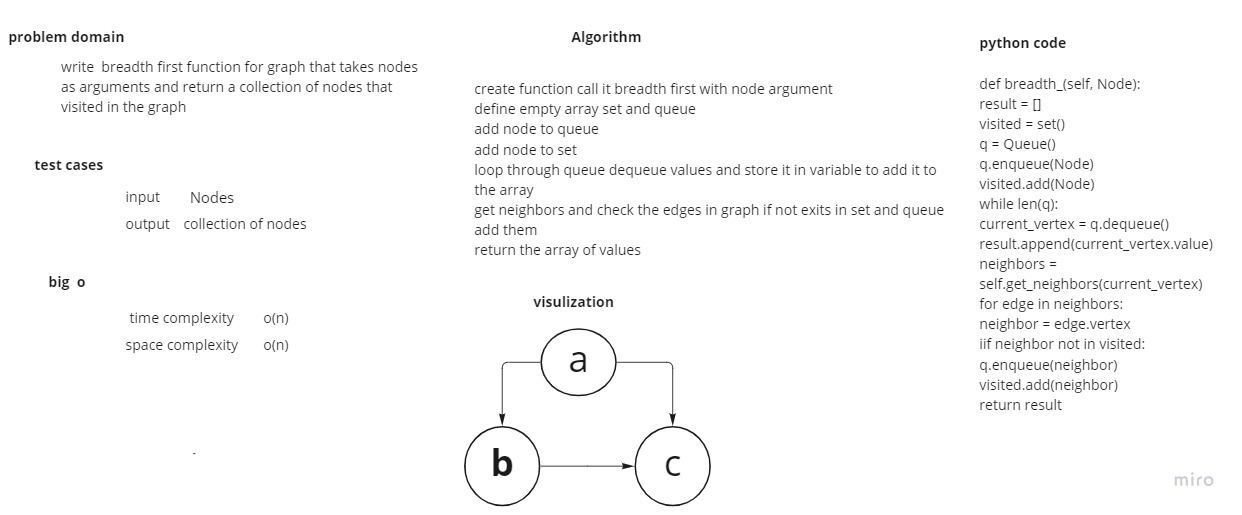 problem domain
write  breadth first function for graph that takes nodes
as arguments and return a collection of nodes that
visited in the graph
test cases
input Nodes
output collection of nodes
big  o
time complexity o(n)
space complexity o(n)
Algorithm
create function call it breadth first with node argument
define empty array set and queue
add node to queue
add node to set
loop through queue dequeue values and store it in variable to add it to
the array
get neighbors and check the edges in graph if not exits in set and queue
add them
return the array of values
visulization
a
b
c
python code
def breadth_(self, Node):
result = []
visited = set()
q = Queue()
q.enqueue(Node)
visited.add(Node)
while len(q):
current_vertex = q.dequeue()
result.append(current_vertex.value)
neighbors =
self.get_neighbors(current_vertex)
for edge in neighbors:
neighbor = edge.vertex
iif neighbor not in visited:
q.enqueue(neighbor)
visited.add(neighbor)
return result
miro